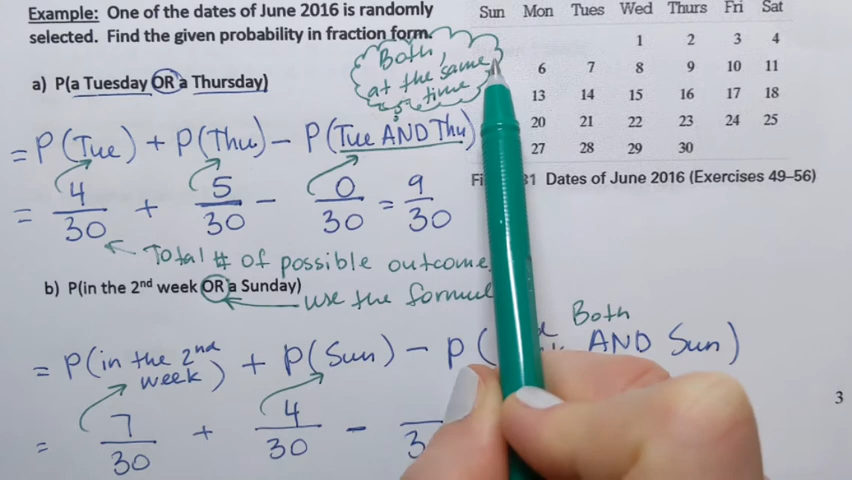 Example: One of the dates of June 2016 is randomly
selected. Find the given probability in fraction form.
Both,
at the same
time
a) P(a Tuesday OR a Thursday)
= P(Tue) + P(Thu) - P(Tue AND Thu)
= 4/30 + 5/30 - 0/30 = 9/30
Total # of possible outcome
b) P(in the 2nd week OR a Sunday)
use the formul
Both
= P(in the 2nd week) + P(Sun) - P( AND Sun)
= 7/30 + 4/30 -
Sun Mon Tues Wed Thurs Fri Sat
1 2 3 4
6 7 8 9 10 11
13 14 15 16 17 18
20 21 22 23 24 25
27 28 29 30
Dates of June 2016 (Exercises 49–56)
3